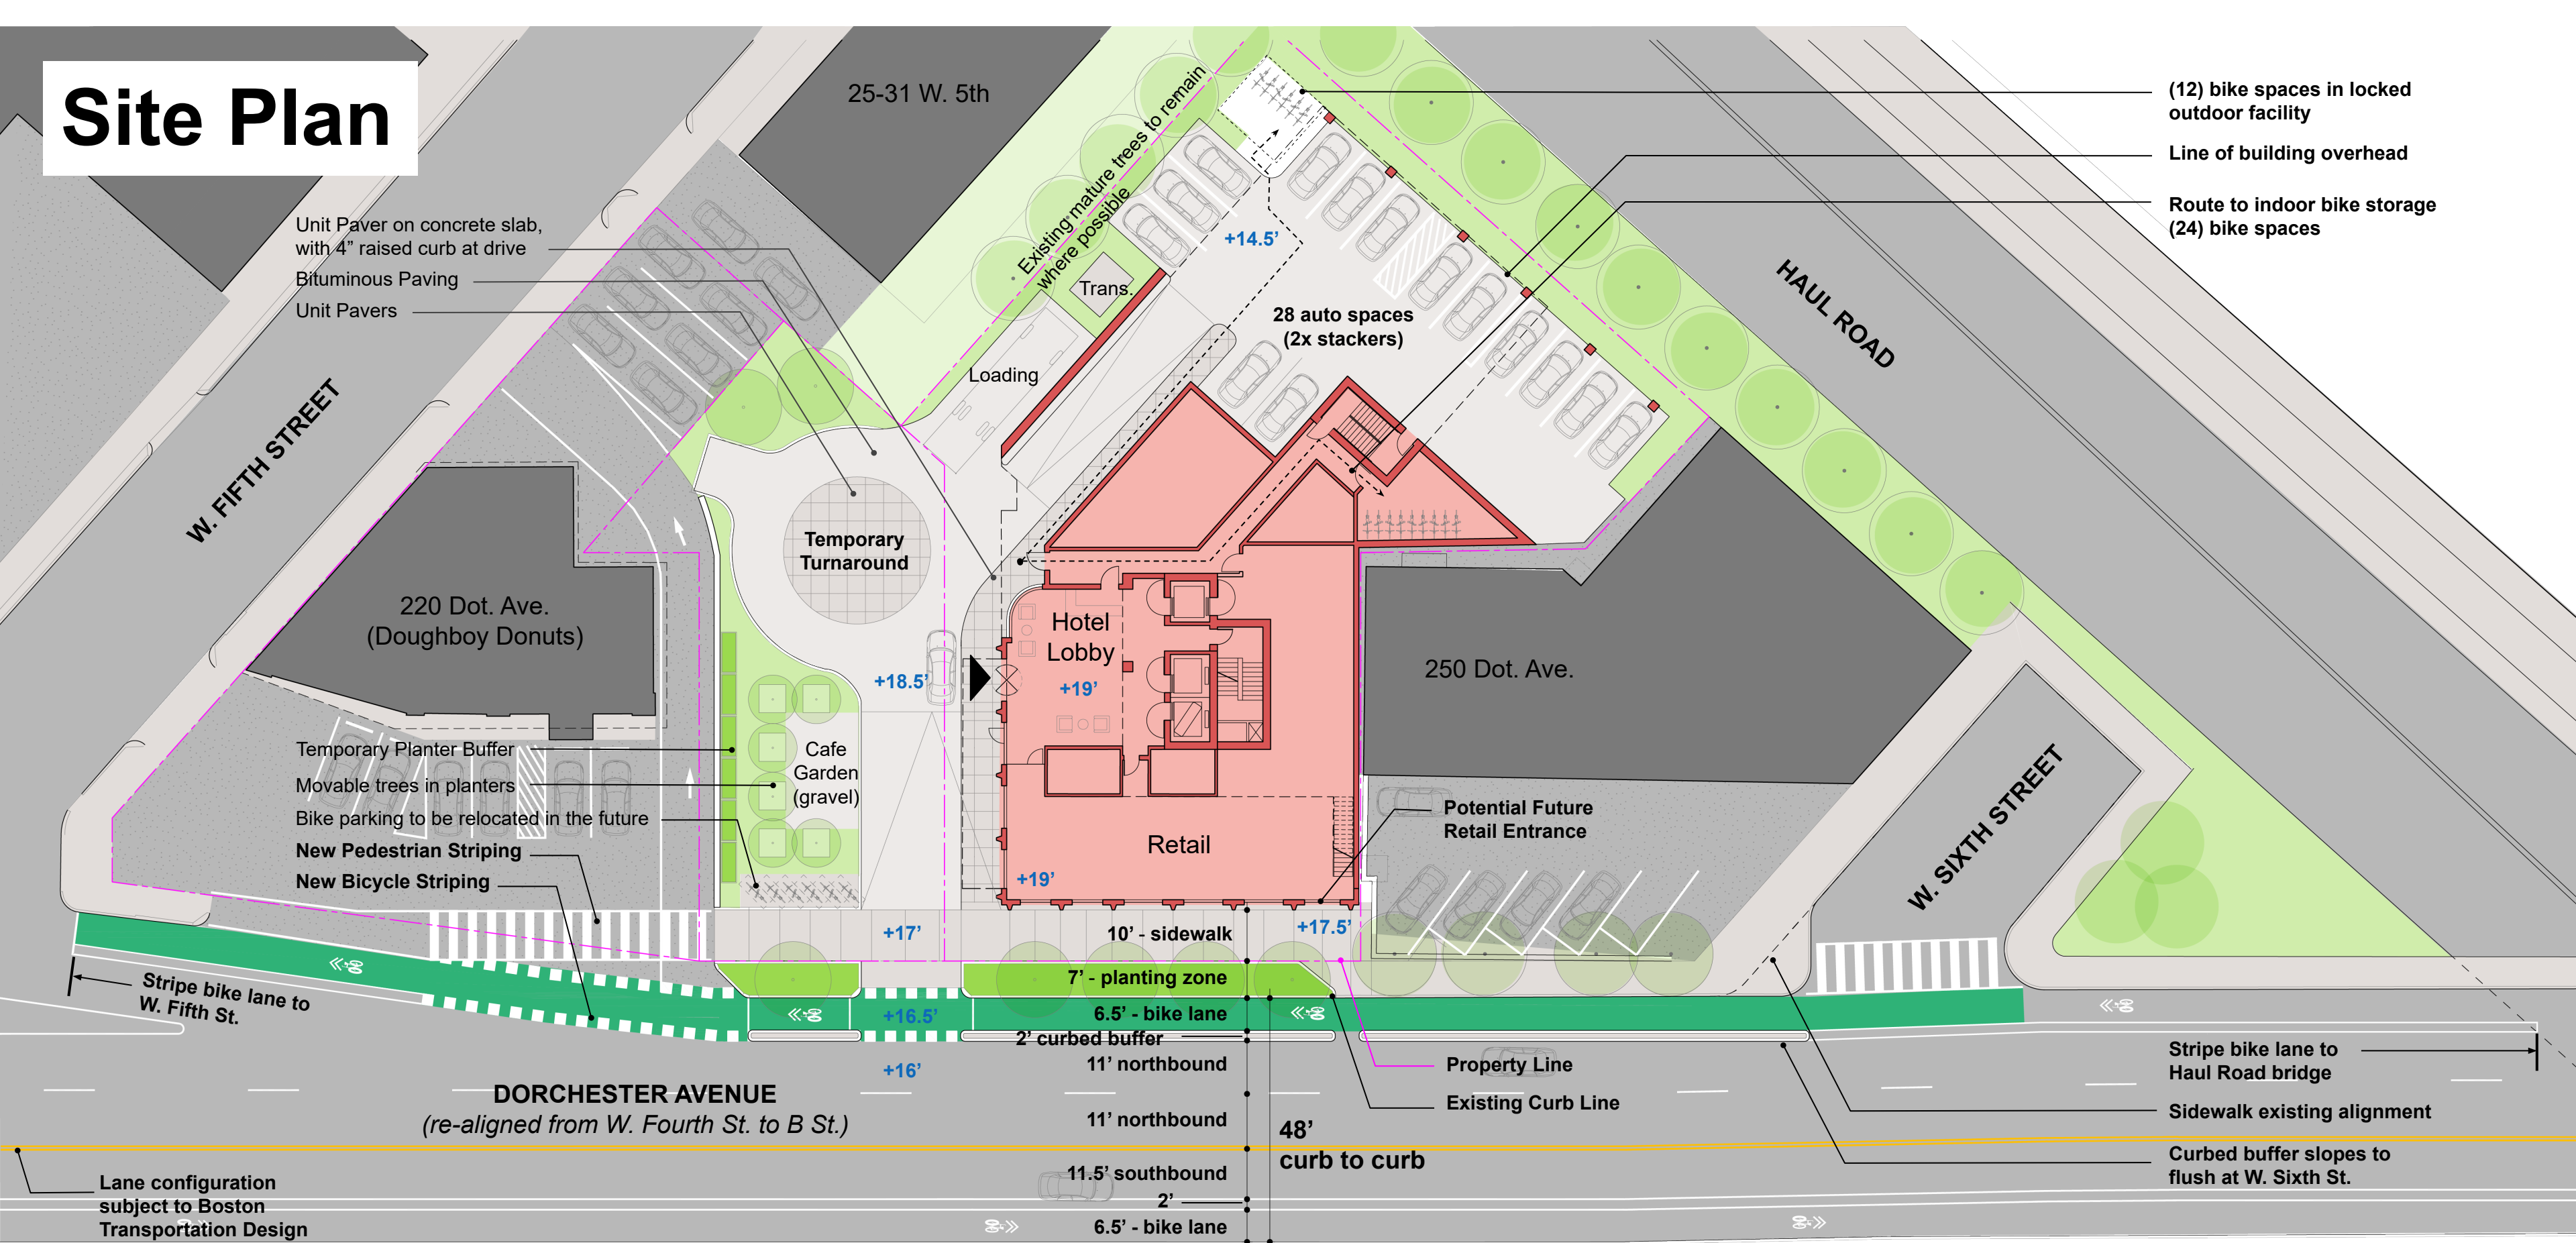 Site Plan
25-31 W. 5th
(12) bike spaces in locked
outdoor facility
Line of building overhead
Route to indoor bike storage
(24) bike spaces
Existing mature trees to remain
where possible
Unit Paver on concrete slab,
with 4” raised curb at drive
Bituminous Paving
Unit Pavers
+14.5’
Trans.
HAUL ROAD
28 auto spaces
(2x stackers)
Loading
W. FIFTH STREET
Temporary
Turnaround
220 Dot. Ave.
(Doughboy Donuts)
Hotel
Lobby
+19’
+18.5’
250 Dot. Ave.
Temporary Planter Buffer
Movable trees in planters
Bike parking to be relocated in the future
New Pedestrian Striping
New Bicycle Striping
Cafe
Garden
(gravel)
Retail
+19’
Potential Future
Retail Entrance
W. SIXTH STREET
+17’
10’ - sidewalk
+17.5’
7’ - planting zone
Stripe bike lane to
W. Fifth St.
+16.5’
6.5’ - bike lane
2’ curbed buffer
+16’
11’ northbound
Property Line
Existing Curb Line
Stripe bike lane to
Haul Road bridge
Sidewalk existing alignment
Curbed buffer slopes to
flush at W. Sixth St.
DORCHESTER AVENUE
(re-aligned from W. Fourth St. to B St.)
11’ northbound
48’
curb to curb
11.5’ southbound
2’
6.5’ - bike lane
Lane configuration
subject to Boston
Transportation Design